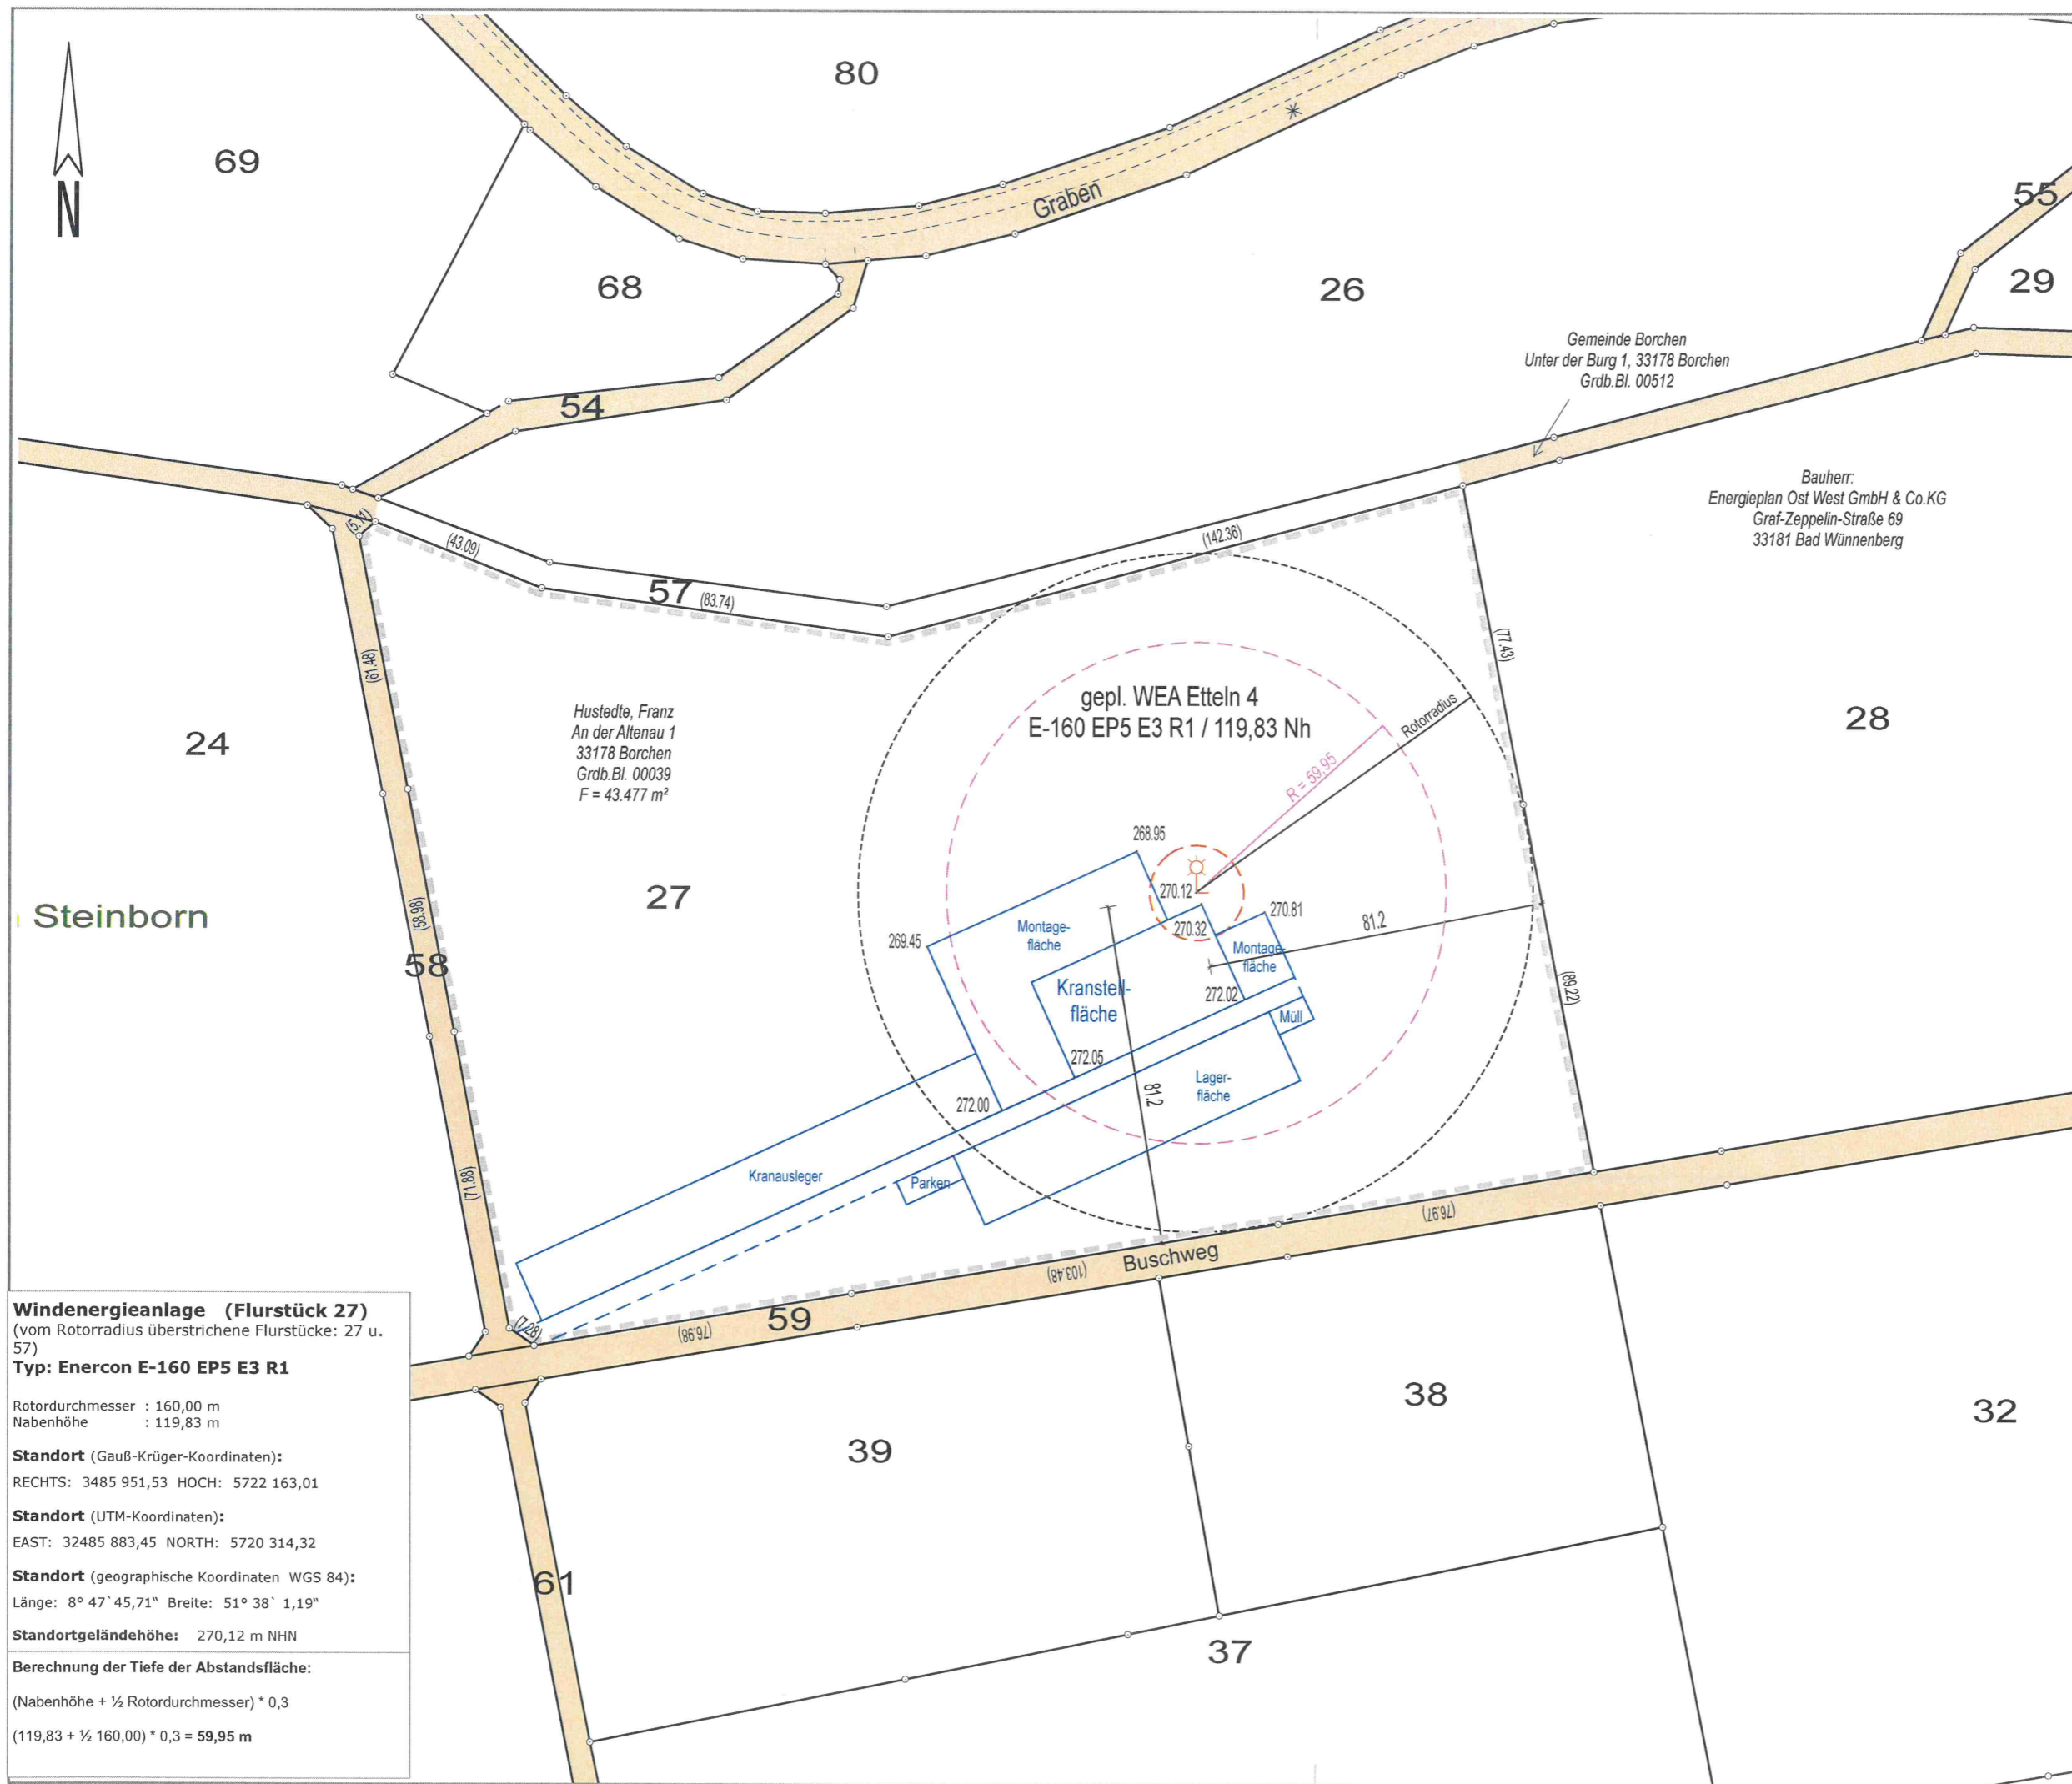 80
69
N
Graben
55
68
26
29
Gemeinde Borchen
Unter der Burg 1, 33178 Borchen
Grdb.Bl. 00512
54
Bauherr:
Energieplan Ost West GmbH & Co.KG
Graf-Zeppelin-Straße 69
33181 Bad Wünnenberg
(5.11)
(43.09)
(142.36)
57
(83.74)
(77.43)
(61.48)
Hustedte, Franz
An der Altenau 1
33178 Borchen
Grdb.Bl. 00039
F = 43.477 m²
gepl. WEA Etteln 4
E-160 EP5 E3 R1 / 119,83 Nh
Rotorradius
R = 59,95
24
28
27
268.95
270.12
270.81
270.32
269.45
Montage-
fläche
Montage-
fläche
81.2
Steinborn
(58.98)
58
Kranstell-
fläche
272.02
(89.22)
Müll
272.05
Lager-
fläche
81.2
272.00
Kranausleger
Parken
(71.88)
(76.97)
Buschweg
(103.48)
59
(76.98)
(7.28)
Windenergieanlage (Flurstück 27)
(vom Rotorradius überstrichene Flurstücke: 27 u.
57)
Typ: Enercon E-160 EP5 E3 R1
Rotordurchmesser : 160,00 m
Nabenhöhe : 119,83 m
Standort (Gauß-Krüger-Koordinaten):
RECHTS: 3485 951,53 HOCH: 5722 163,01
Standort (UTM-Koordinaten):
EAST: 32485 883,45 NORTH: 5720 314,32
Standort (geographische Koordinaten WGS 84):
Länge: 8° 47`45,71" Breite: 51° 38` 1,19"
Standortgeländehöhe: 270,12 m NHN
Berechnung der Tiefe der Abstandsfläche:
(Nabenhöhe + ½ Rotordurchmesser) * 0,3
(119,83 + ½ 160,00) * 0,3 = 59,95 m
39
38
32
61
37